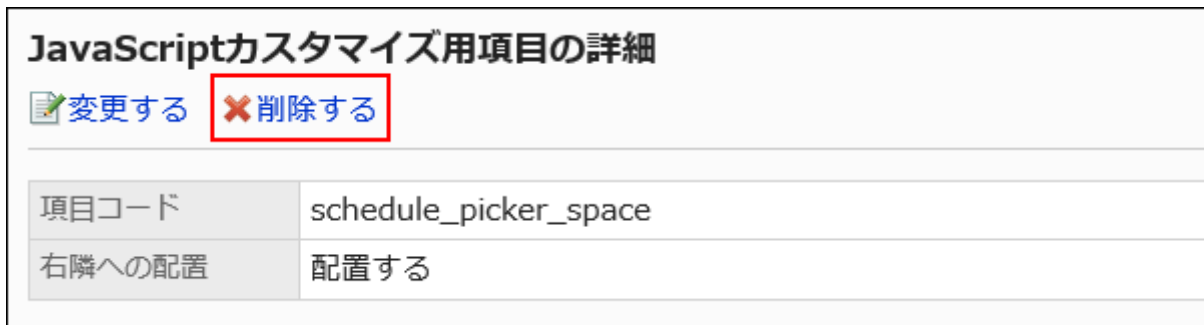 JavaScriptカスタマイズ用項目の詳細
変更する 削除する
項目コード schedule_picker_space
右隣への配置 配置する